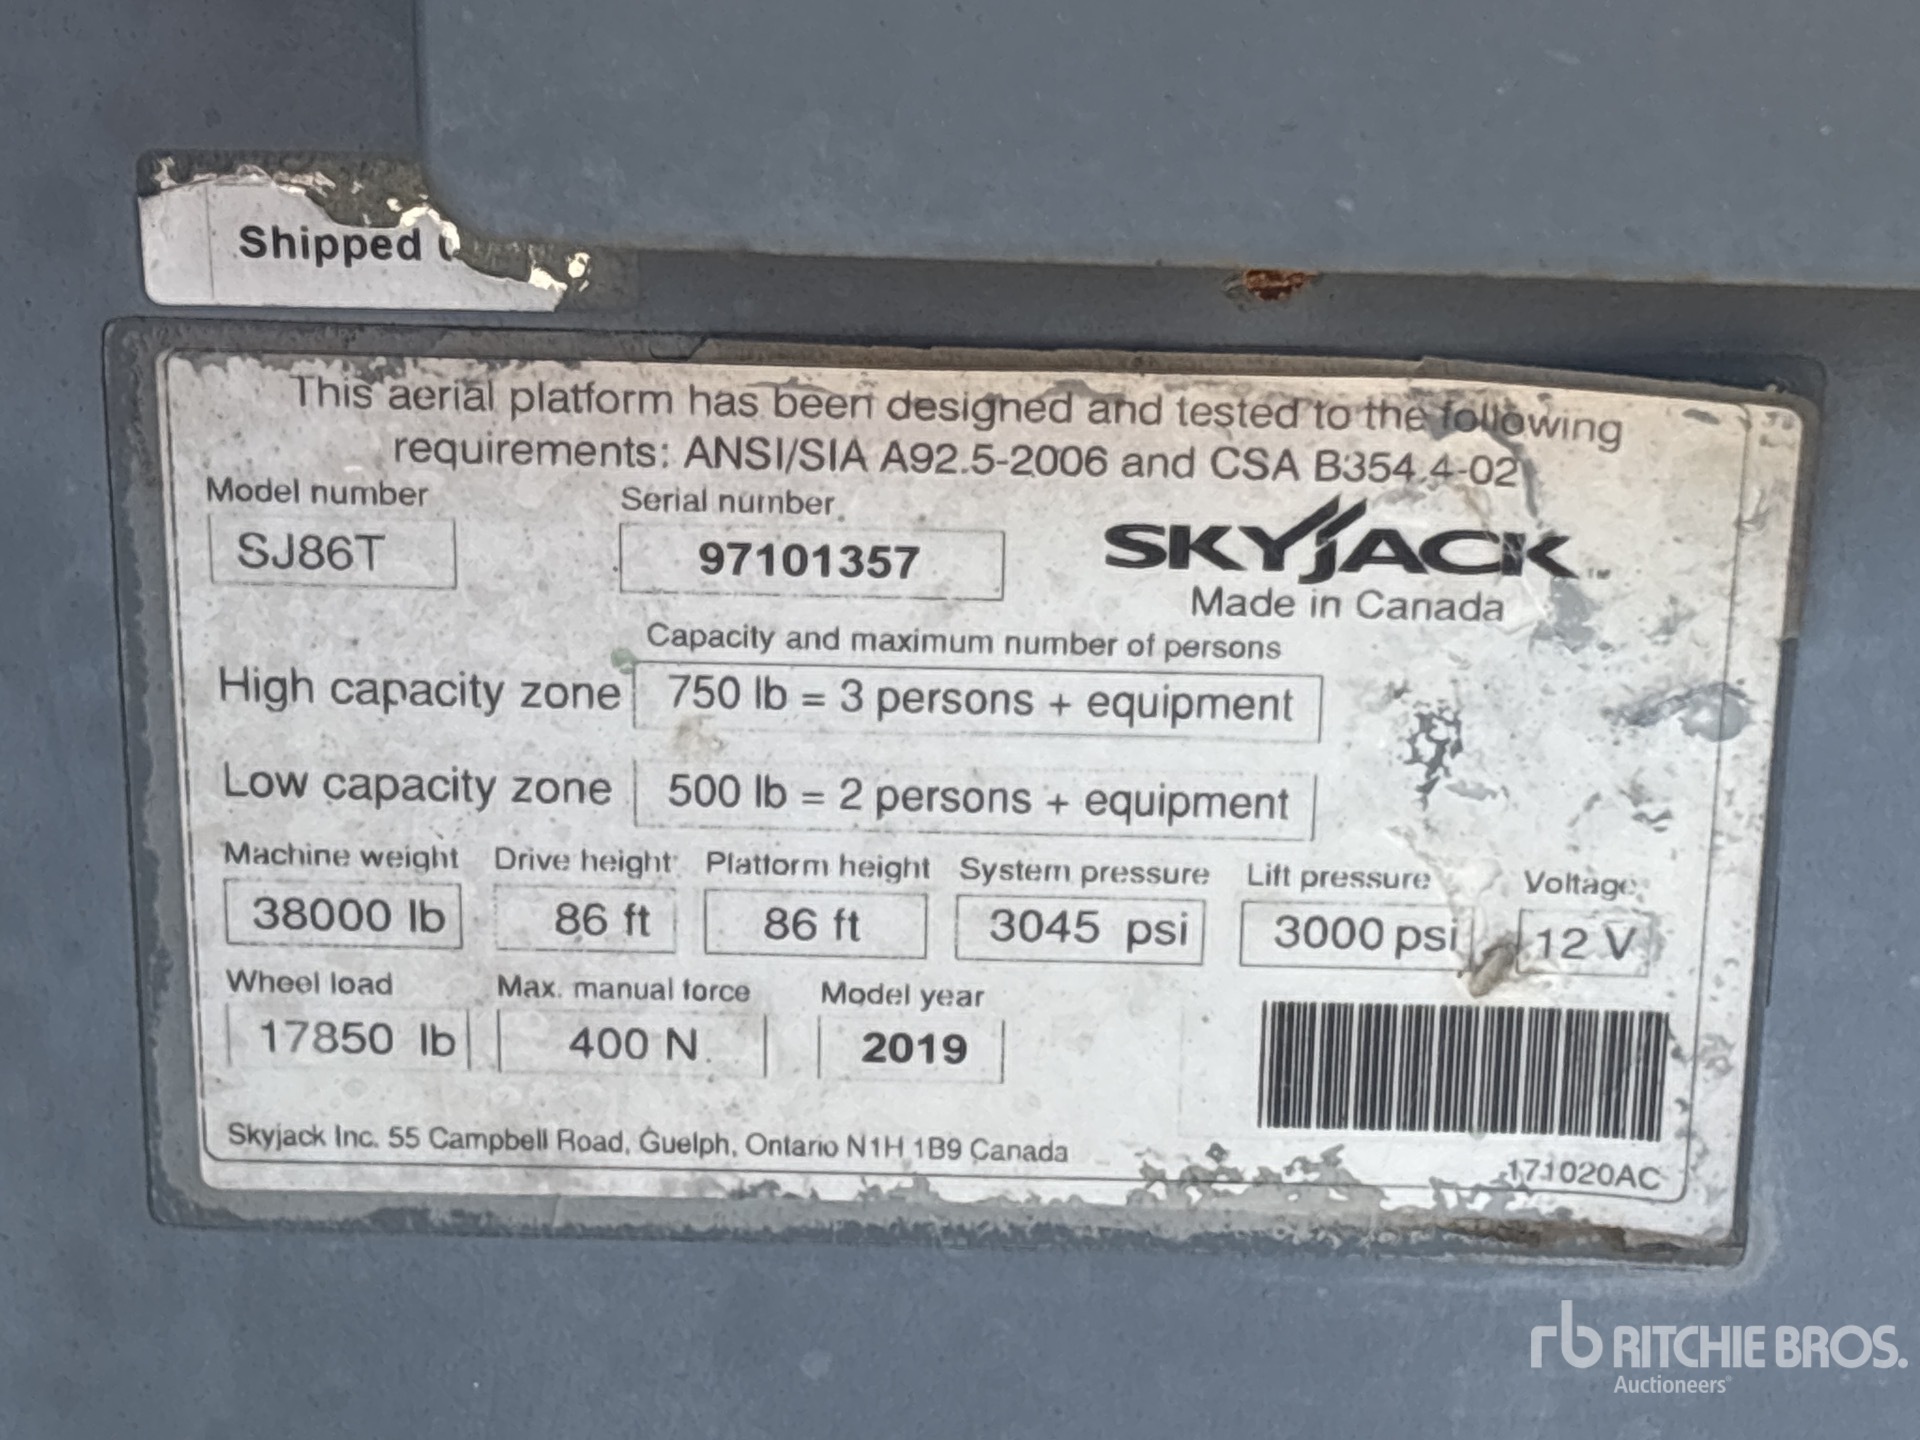 Shipped
This aerial platform has been designed and tested to the following
requirements: ANSI/SIA A92.5-2006 and CSA B354.4-02
Model number
SJ86T
Serial number
97101357
SKYJACK™
Made in Canada
Capacity and maximum number of persons
High capacity zone
750 lb = 3 persons + equipment
Low capacity zone
500 lb = 2 persons + equipment
Machine weight
38000 lb
Drive height
86 ft
Platform height
86 ft
System pressure
3045 psi
Lift pressure
3000 psi
Voltage
12 V
Wheel load
17850 lb
Max. manual force
400 N
Model year
2019
Skyjack Inc. 55 Campbell Road, Guelph, Ontario N1H 1B9 Canada
171020AC
rb RITCHIE BROS.
Auctioneers